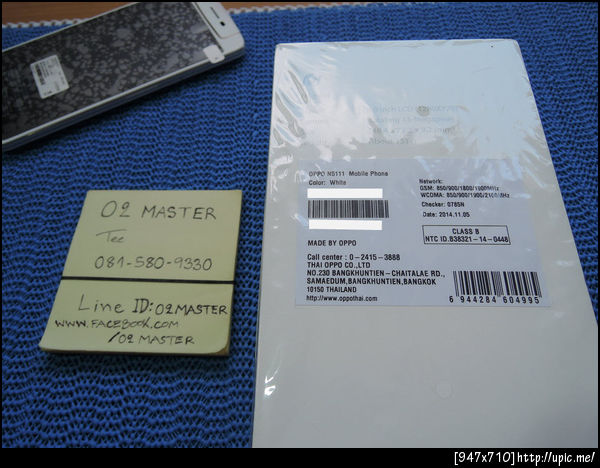 OPPO N5111 Mobile Phone
Color: White
MADE BY OPPO
Call center : 0-2415-3888
THAI OPPO CO.,LTD
NO.230 BANGKHUNTIEN-CHAITALAE RD.,
SAMAEDUM,BANGKHUNTIEN,BANGKOK
10150 THAILAND
http://www.oppothai.com
Network:
GSM: 850/900/1800/1900MHz
WCDMA: 850/900/1900/2100MHz
Checker: 0785N
Date: 2014.11.05
CLASS B
NTC ID.B38321-14-0448
6 944284 604995
O2 MASTER
Tee
081-580-9330
Line ID: O2MASTER
WWW.FACEBOOK.COM
/O2 MASTER
[947x710]http://upic.me/